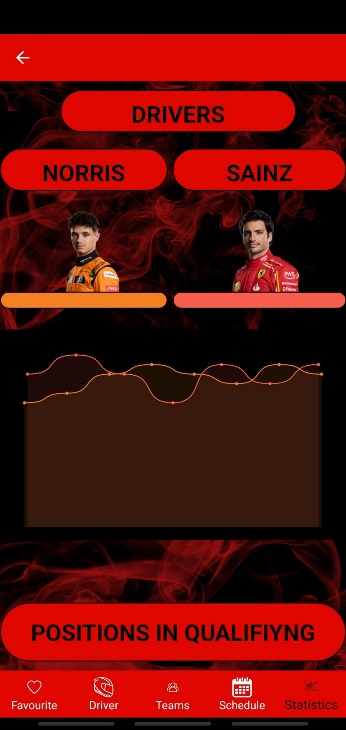 DRIVERS
NORRIS
SAINZ
POSITIONS IN QUALIFIYNG
Favourite
Driver
Teams
Schedule
Statistics